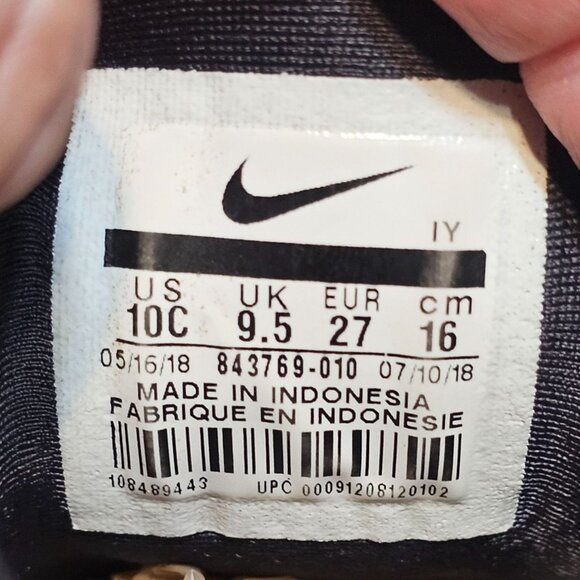 IY
US UK EUR cm
10C 9.5 27 16
05/16/18 843769-010 07/10/18
MADE IN INDONESIA
FABRIQUE EN INDONESIE
108489443 UPC 00091208120102